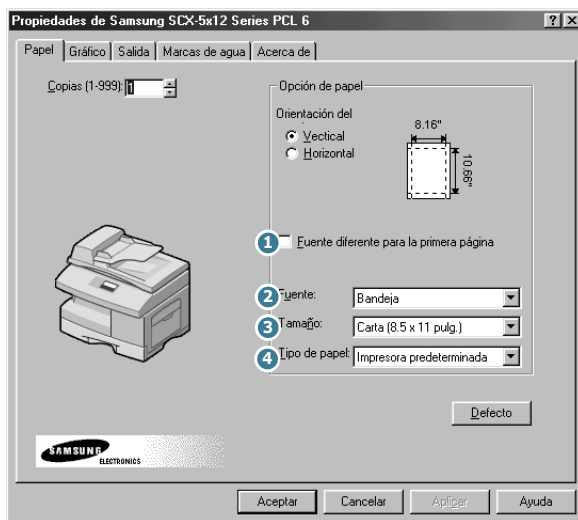 Propiedades de Samsung SCX-5x12 Series PCL 6
Papel Gráfico Salida Marcas de agua Acerca de
Copias (1-999): 1
Opción de papel
Orientación del
Vectical
Horizontal
8.16"
10.66"
1 Fuente diferente para la primera página
2 Fuente: Bandeja
3 Tamaño: Carta (8.5 x 11 pulg.)
4 Tipo de papel: Impresora predeterminada
Defecto
SAMSUNG
ELECTRONICS
Aceptar Cancelar Aplicar Ayuda